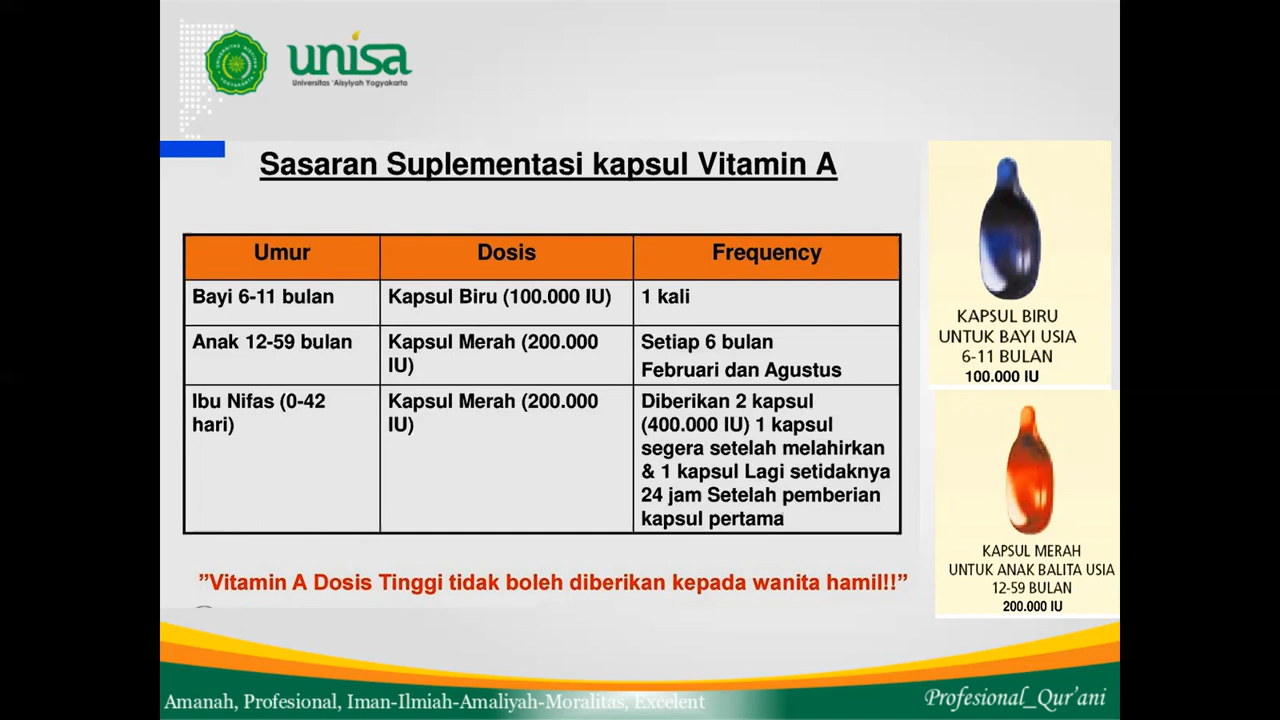 unisa
Universitas 'Aisyiyah Yogyakarta
Sasaran Suplementasi kapsul Vitamin A
Umur
Dosis
Frequency
Bayi 6-11 bulan
Kapsul Biru (100.000 IU)
1 kali
Anak 12-59 bulan
Kapsul Merah (200.000
IU)
Setiap 6 bulan
Februari dan Agustus
Ibu Nifas (0-42
hari)
Kapsul Merah (200.000
IU)
Diberikan 2 kapsul
(400.000 IU) 1 kapsul
segera setelah melahirkan
& 1 kapsul Lagi setidaknya
24 jam Setelah pemberian
kapsul pertama
”Vitamin A Dosis Tinggi tidak boleh diberikan kepada wanita hamil!!”
KAPSUL BIRU
UNTUK BAYI USIA
6-11 BULAN
100.000 IU
KAPSUL MERAH
UNTUK ANAK BALITA USIA
12-59 BULAN
200.000 IU
Amanah, Profesional, Iman-Ilmiah-Amaliyah-Moralitas, Excelent
Profesional_Qur'ani